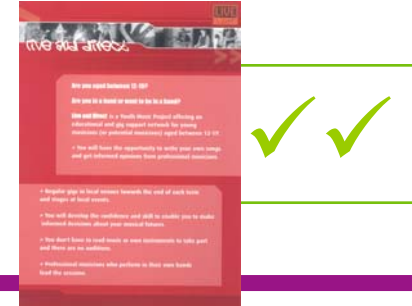 LIVE
live and direct
Are you aged between 12-19?
Are you in a band or want to be in a band?
Live and Direct is a Youth Music Project offering an
educational and gig support network for young
musicians (or potential musicians) aged between 12-19.
• You will have the opportunity to write your own songs
and get informed opinions from professional musicians.
• Regular gigs in local venues towards the end of each term
and stages at local events.
• You will develop the confidence and skill to enable you to make
informed decisions about your musical futures.
• You don't have to read music or own instruments to take part
and there are no auditions.
• Professional musicians who perform in their own bands
lead the sessions.